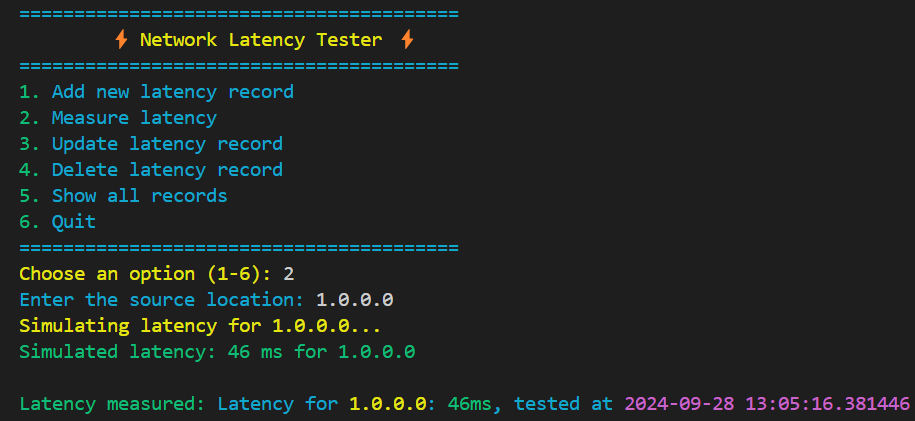 ========================================
⚡ Network Latency Tester ⚡
========================================
1. Add new latency record
2. Measure latency
3. Update latency record
4. Delete latency record
5. Show all records
6. Quit
========================================
Choose an option (1-6): 2
Enter the source location: 1.0.0.0
Simulating latency for 1.0.0.0...
Simulated latency: 46 ms for 1.0.0.0
Latency measured: Latency for 1.0.0.0: 46ms, tested at 2024-09-28 13:05:16.381446